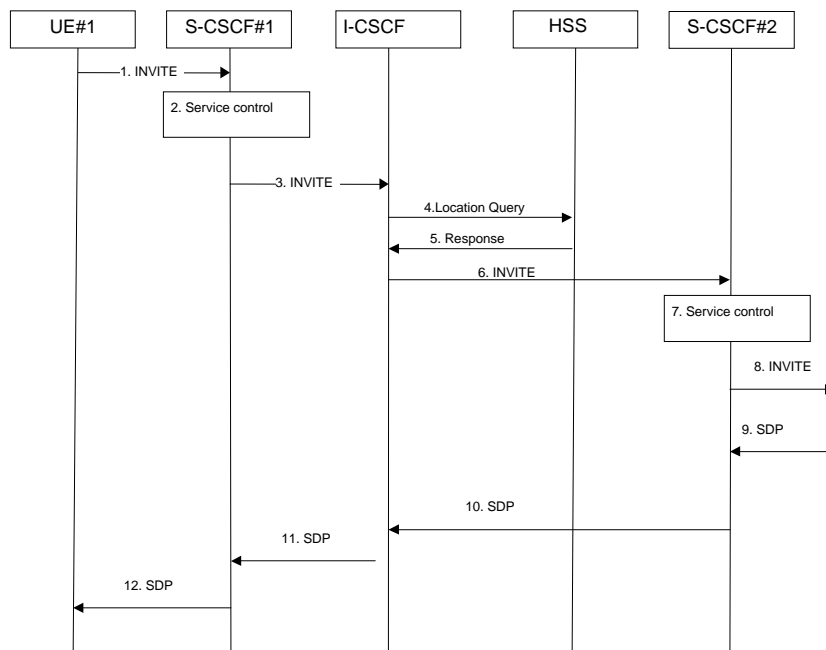 UE#1
S-CSCF#1
I-CSCF
HSS
S-CSCF#2
1. INVITE
2. Service control
3. INVITE
4.Location Query
5. Response
6. INVITE
7. Service control
8. INVITE
9. SDP
10. SDP
11. SDP
12. SDP